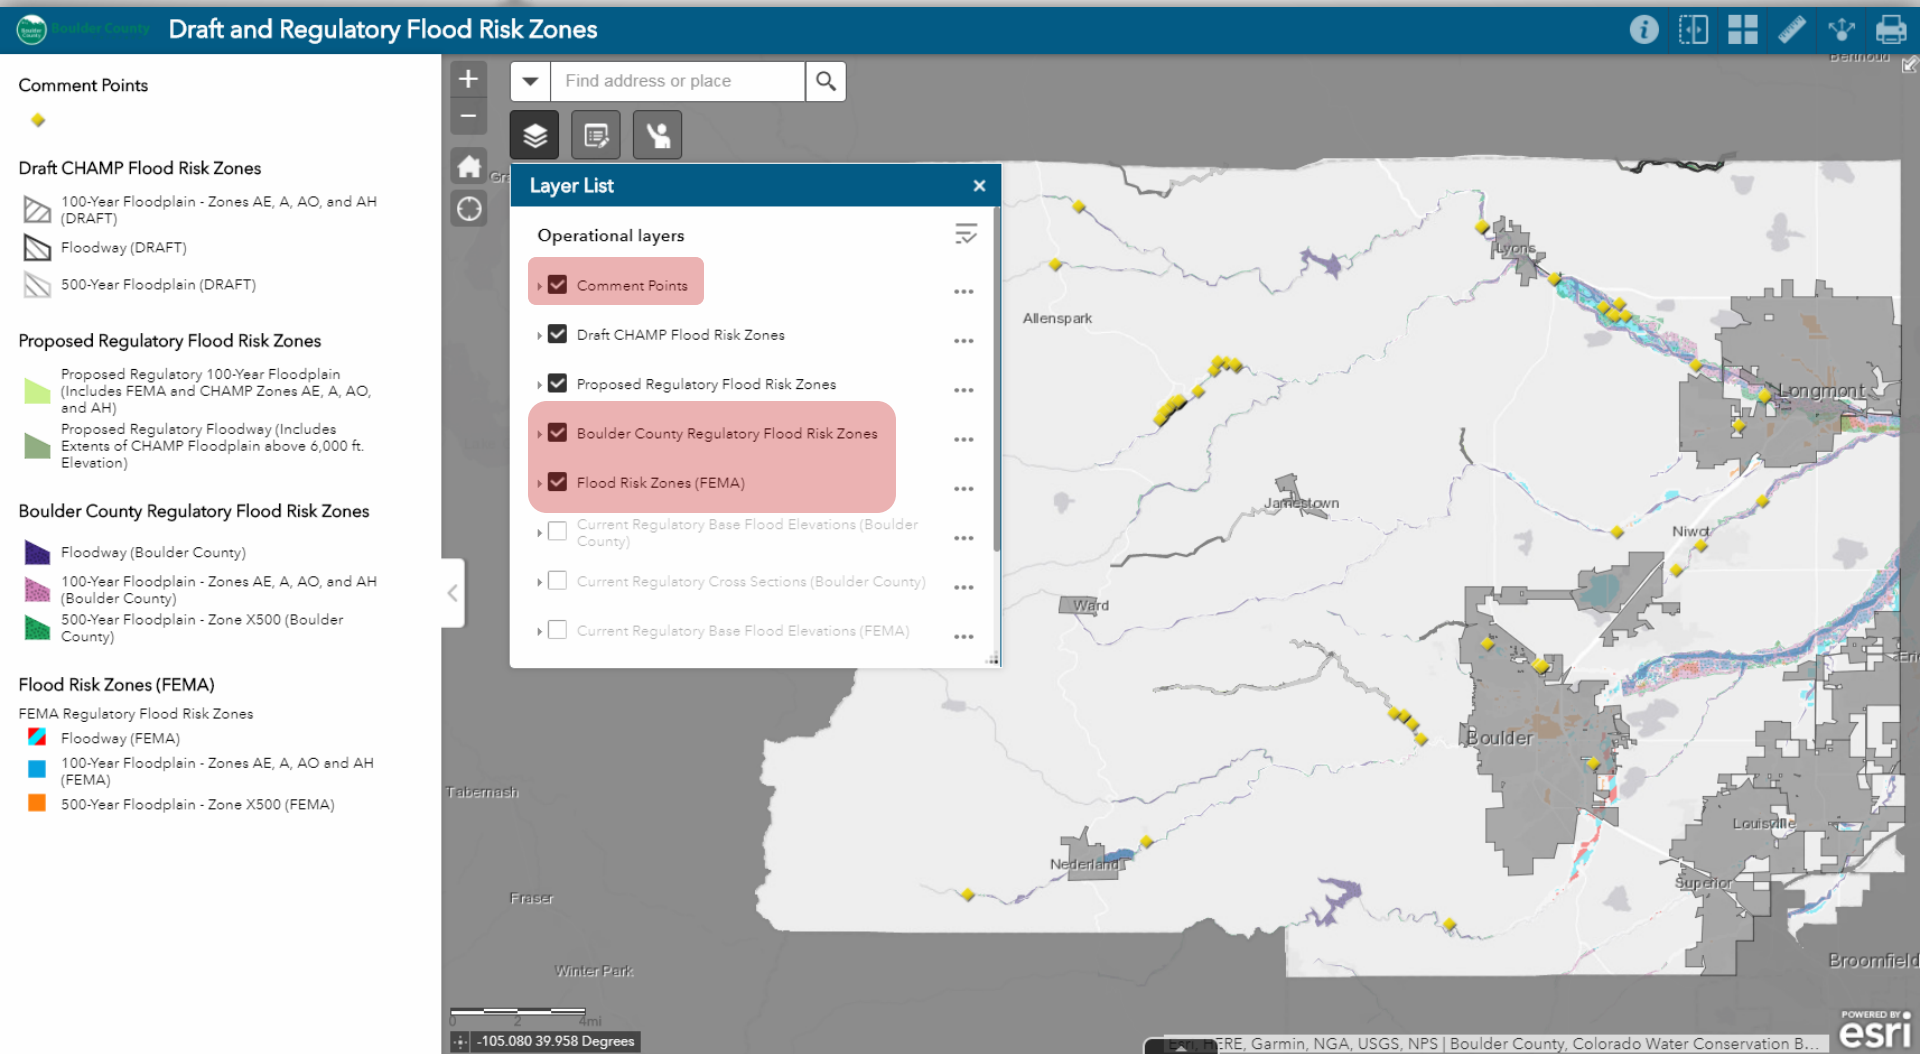 Boulder County
Draft and Regulatory Flood Risk Zones
Comment Points
Draft CHAMP Flood Risk Zones
100-Year Floodplain - Zones AE, A, AO, and AH
(DRAFT)
Floodway (DRAFT)
500-Year Floodplain (DRAFT)
Proposed Regulatory Flood Risk Zones
Proposed Regulatory 100-Year Floodplain
(Includes FEMA and CHAMP Zones AE, A, AO,
and AH)
Proposed Regulatory Floodway (Includes
Extents of CHAMP Floodplain above 6,000 ft.
Elevation)
Boulder County Regulatory Flood Risk Zones
Floodway (Boulder County)
100-Year Floodplain - Zones AE, A, AO, and AH
(Boulder County)
500-Year Floodplain - Zone X500 (Boulder
County)
Flood Risk Zones (FEMA)
FEMA Regulatory Flood Risk Zones
Floodway (FEMA)
100-Year Floodplain - Zones AE, A, AO and AH
(FEMA)
500-Year Floodplain - Zone X500 (FEMA)
Find address or place
Layer List
Operational layers
Comment Points
Draft CHAMP Flood Risk Zones
Proposed Regulatory Flood Risk Zones
Boulder County Regulatory Flood Risk Zones
Flood Risk Zones (FEMA)
Current Regulatory Base Flood Elevations (Boulder
County)
Current Regulatory Cross Sections (Boulder County)
Current Regulatory Base Flood Elevations (FEMA)
Berthoud
Gr
Lyons
Allenspark
Longmont
Jamestown
Niwot
Ward
Erie
Boulder
Tabernash
Louisville
Nederland
Superior
Fraser
Broomfield
Winter Park
0 2 4mi
-105.080 39.958 Degrees
Esri, HERE, Garmin, NGA, USGS, NPS | Boulder County, Colorado Water Conservation B...
POWERED BY
esri